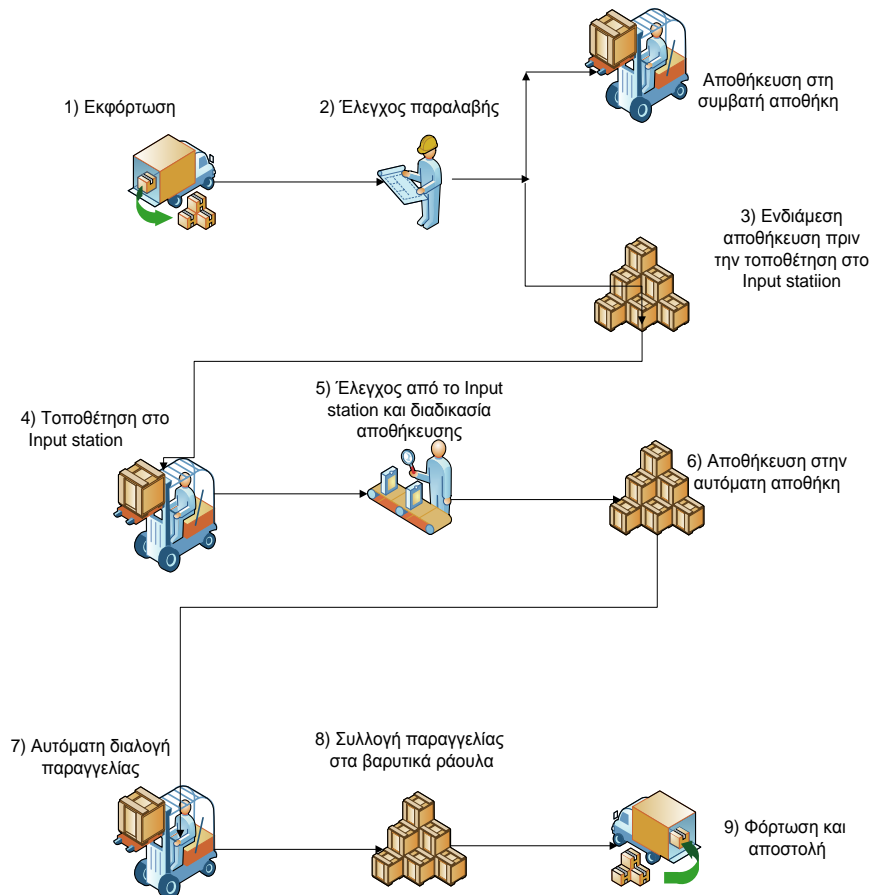 1) Εκφόρτωση
2) Έλεγχος παραλαβής
Αποθήκευση στη
συμβατή αποθήκη
3) Ενδιάμεση
αποθήκευση πριν
την τοποθέτηση στο
Input statiion
4) Τοποθέτηση στο
Input station
5) Έλεγχος από το Input
station και διαδικασία
αποθήκευσης
6) Αποθήκευση στην
αυτόματη αποθήκη
7) Αυτόματη διαλογή
παραγγελίας
8) Συλλογή παραγγελίας
στα βαρυτικά ράουλα
9) Φόρτωση και
αποστολή